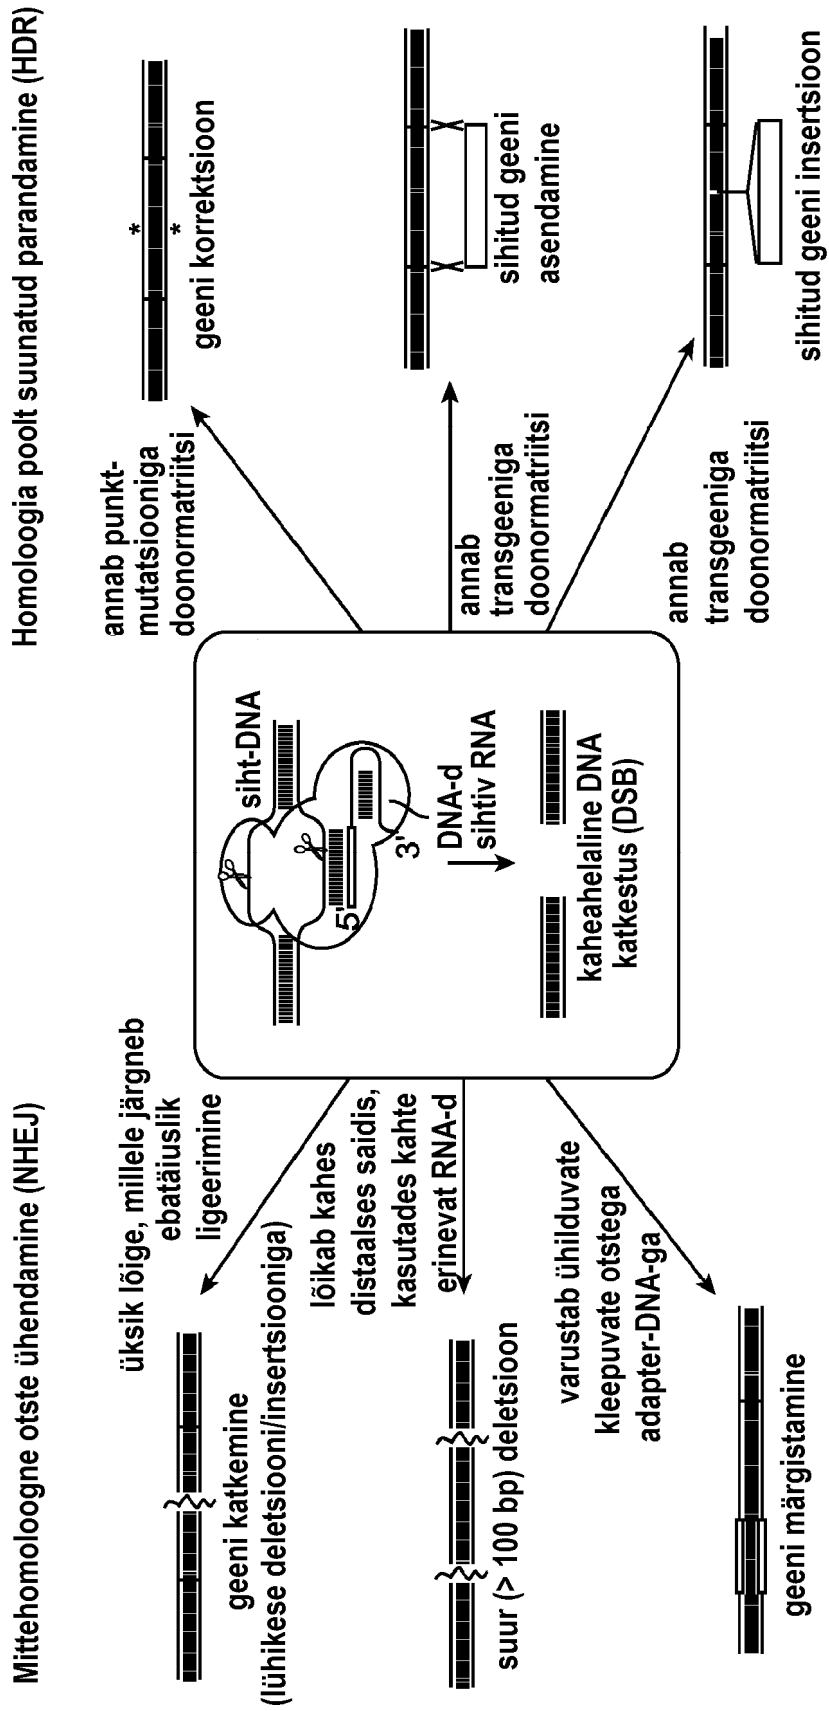 Mittehomoloogne otste ühendamine (NHEJ)
Homoloogia poolt suunatud parandamine (HDR)
üksik lõige, millele järgneb
ebatäiuslik
ligeerimine
geeni katkemine
(lühikese deletsiooni/insertsiooniga)
lõikab kahes
distaalses saidis,
kasutades kahte
erinevat RNA-d
suur (> 100 bp) deletsioon
varustab ühilduvate
kleepuvate otstega
adapter-DNA-ga
geeni märgistamine
siht-DNA
5'
3'
DNA-d
sihtiv RNA
kaheahelaline DNA
katkestus (DSB)
annab punkt-
mutatsiooniga
doonormatriitsi
*
*
geeni korrektsioon
annab
transgeeniga
doonormatriitsi
sihitud geeni
asendamine
annab
transgeeniga
doonormatriitsi
sihitud geeni insertsioon